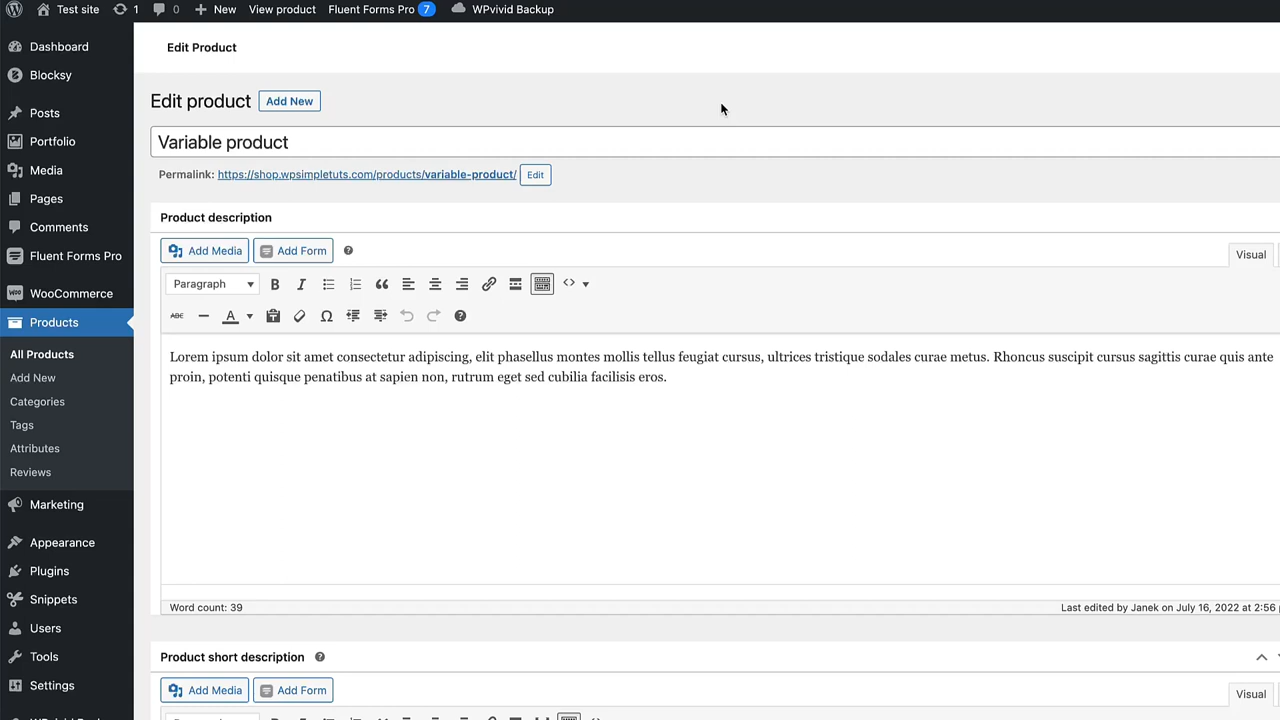 Test site 1 0 New View product Fluent Forms Pro 7 WPvivid Backup
Edit Product
Dashboard
Blocksy
Posts
Portfolio
Media
Pages
Comments
Fluent Forms Pro
WooCommerce
Products
All Products
Add New
Categories
Tags
Attributes
Reviews
Marketing
Appearance
Plugins
Snippets
Users
Tools
Settings
Edit product Add New
Variable product
Permalink: https://shop.wpsimpletuts.com/products/variable-product/ Edit
Product description
Add Media Add Form Visual
Paragraph
Lorem ipsum dolor sit amet consectetur adipiscing, elit phasellus montes mollis tellus feugiat cursus, ultrices tristique sodales curae metus. Rhoncus suscipit cursus sagittis curae quis ante
proin, potenti quisque penatibus at sapien non, rutrum eget sed cubilia facilisis eros.
Word count: 39 Last edited by Janek on July 16, 2022 at 2:56
Product short description
Add Media Add Form Visual